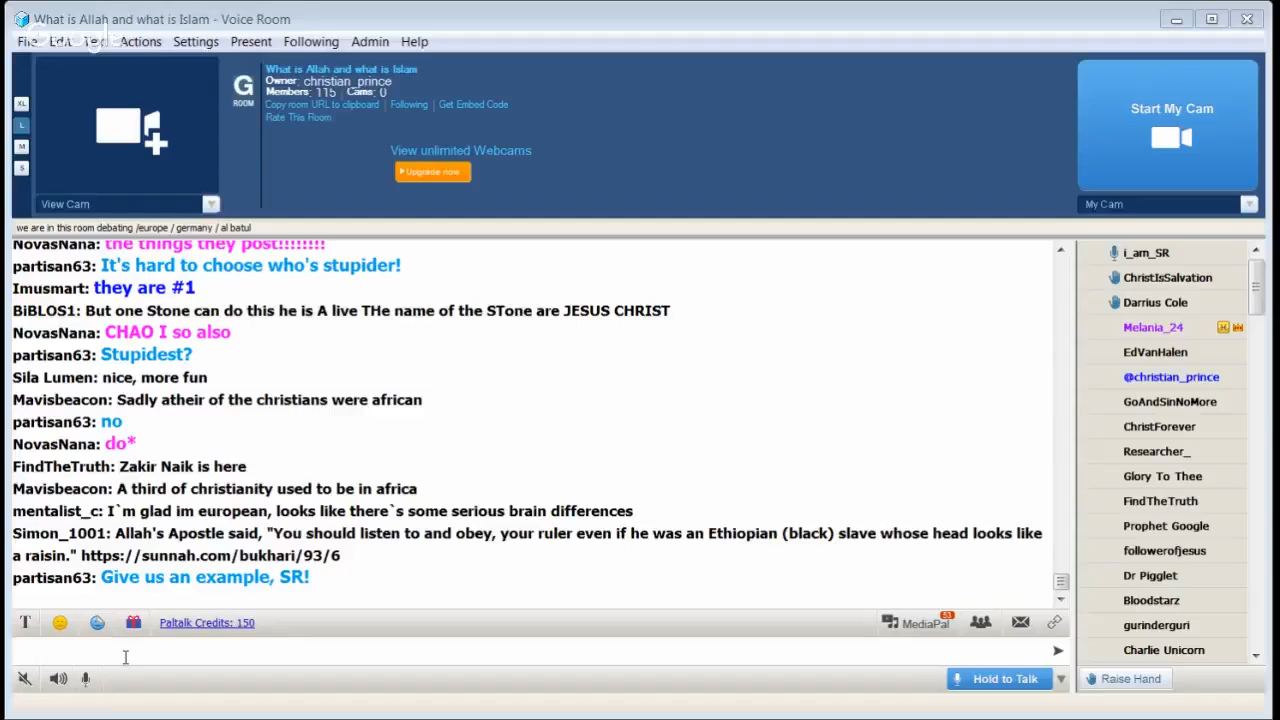 What is Allah and what is Islam - Voice Room
Google
File Edit Text Actions Settings Present Following Admin Help
XL
L
M
S
G
ROOM
What is Allah and what is Islam
Owner: christian_prince
Members: 115 Cams: 0
Copy room URL to clipboard | Following | Get Embed Code
Rate This Room
View unlimited Webcams
Upgrade now
Start My Cam
View Cam
My Cam
we are in this room debating /europe / germany / al batul
NovasNana: the things they post!!!!!!!!
partisan63: It's hard to choose who's stupider!
Imusmart: they are #1
BiBLOS1: But one Stone can do this he is A live THe name of the STone are JESUS CHRIST
NovasNana: CHAO I so also
partisan63: Stupidest?
Sila Lumen: nice, more fun
Mavisbeacon: Sadly atheir of the christians were african
partisan63: no
NovasNana: do*
FindTheTruth: Zakir Naik is here
Mavisbeacon: A third of christianity used to be in africa
mentalist_c: I`m glad im european, looks like there`s some serious brain differences
Simon_1001: Allah's Apostle said, "You should listen to and obey, your ruler even if he was an Ethiopian (black) slave whose head looks like
a raisin." https://sunnah.com/bukhari/93/6
partisan63: Give us an example, SR!
i_am_SR
ChristIsSalvation
Darrius Cole
Melania_24
EdVanHalen
@christian_prince
GoAndSinNoMore
ChristForever
Researcher_
Glory To Thee
FindTheTruth
Prophet Google
followerofjesus
Dr Pigglet
Bloodstarz
gurinderguri
Charlie Unicorn
T
Paltalk Credits: 150
MediaPal
53
Hold to Talk
Raise Hand